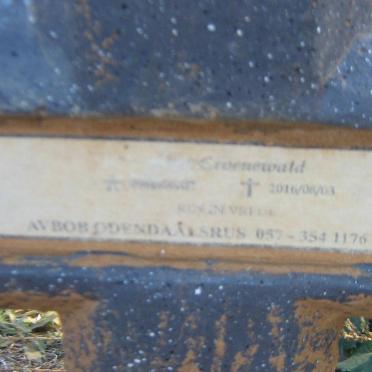 Groenewald
✝ 2016/08/03
RUS IN VREDE
AVBOB ODENDAALSRUS 057 - 354 1176